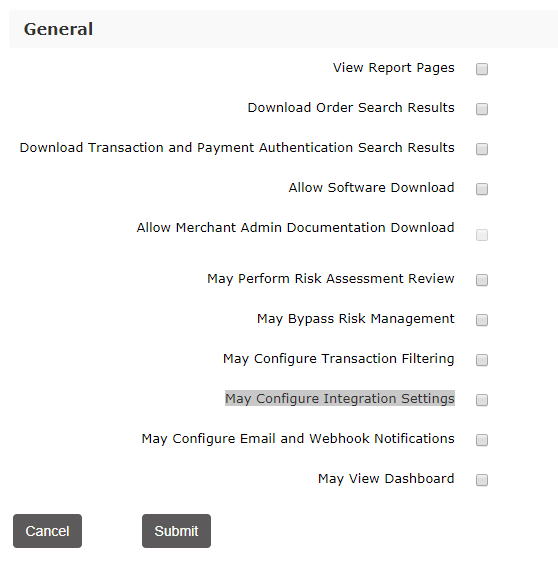 General
View Report Pages
Download Order Search Results
Download Transaction and Payment Authentication Search Results
Allow Software Download
Allow Merchant Admin Documentation Download
May Perform Risk Assessment Review
May Bypass Risk Management
May Configure Transaction Filtering
May Configure Integration Settings
May Configure Email and Webhook Notifications
May View Dashboard
Cancel Submit